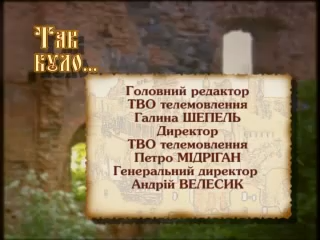 Так
було...
Головний редактор
ТВО телемовлення
Галина ШЕПЕЛЬ
Директор
ТВО телемовлення
Петро МІДРІГАН
Генеральний директор
Андрій ВЕЛЕСИК